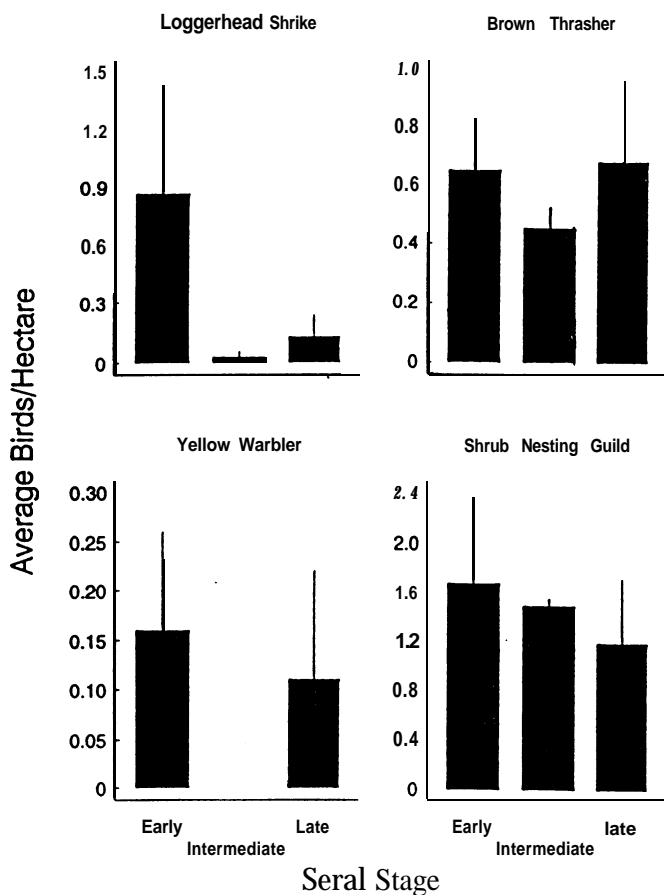 Loggerhead Shrike
1.5
1.2
0.9
0.6
0.3
0
Brown Thrasher
1.0
0.8
0.6
0.4
0.2
0
Average Birds/Hectare
Yellow Warbler
0.30
0.25
0.20
0.15
0.10
0.05
0
Early
Intermediate
Late
Shrub Nesting Guild
2.4
2.0
1.6
1.2
0.8
0.4
0
Early
Intermediate
late
Seral Stage